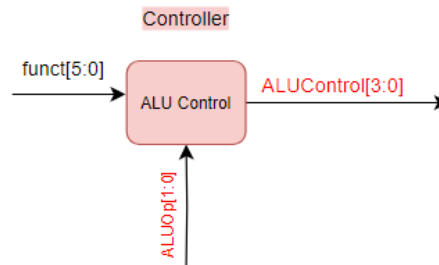 Controller
funct[5:0]
ALU Control
ALUControl[3:0]
ALUOp[1:0]